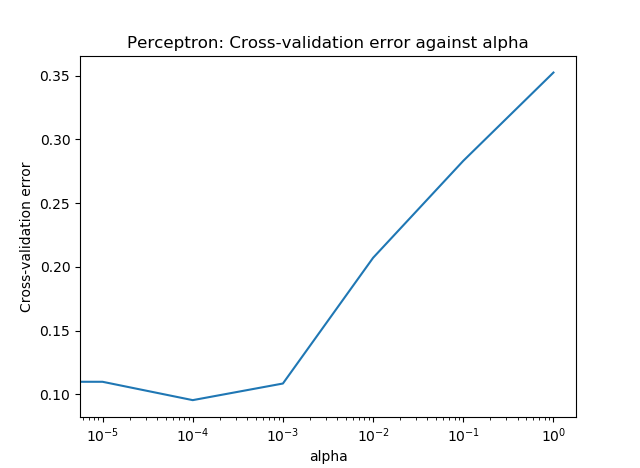 Perceptron: Cross-validation error against alpha
0.35
0.30
0.25
0.20
0.15
0.10
Cross-validation error
10⁻⁵ 10⁻⁴ 10⁻³ 10⁻² 10⁻¹ 10⁰
alpha